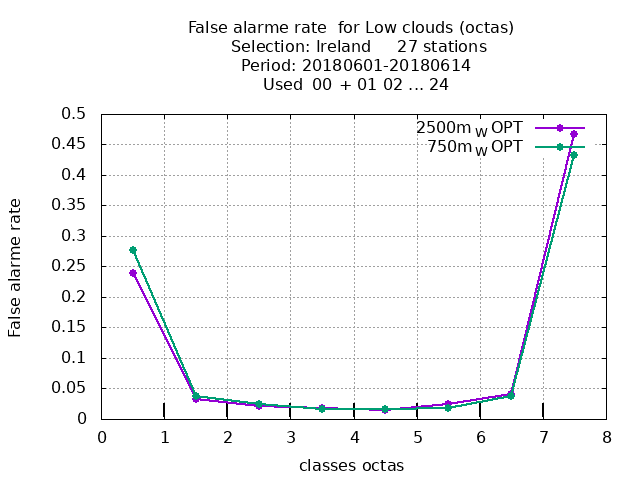 False alarme rate  for Low clouds (octas)
Selection: Ireland     27 stations
Period: 20180601-20180614
Used  00 + 01 02 ... 24
2500m W OPT
750m W OPT
0.5
0.45
0.4
0.35
0.3
0.25
0.2
0.15
0.1
0.05
0
False alarme rate
0 1 2 3 4 5 6 7 8
classes octas